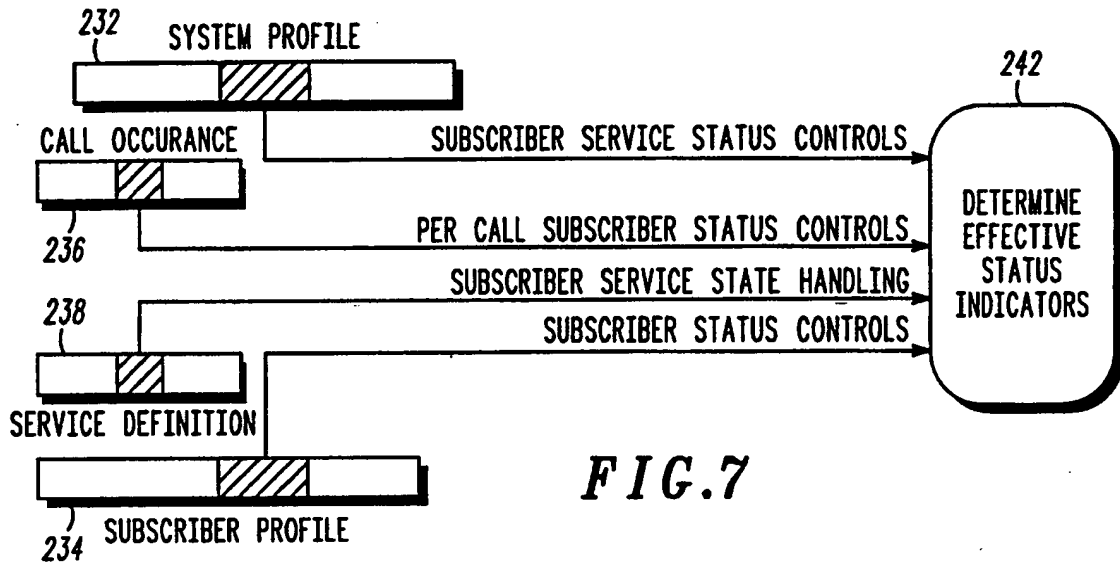 232
SYSTEM PROFILE
242
CALL OCCURANCE
SUBSCRIBER SERVICE STATUS CONTROLS
236
PER CALL SUBSCRIBER STATUS CONTROLS
DETERMINE
EFFECTIVE
STATUS
INDICATORS
SUBSCRIBER SERVICE STATE HANDLING
238
SUBSCRIBER STATUS CONTROLS
SERVICE DEFINITION
234
SUBSCRIBER PROFILE
FIG.7